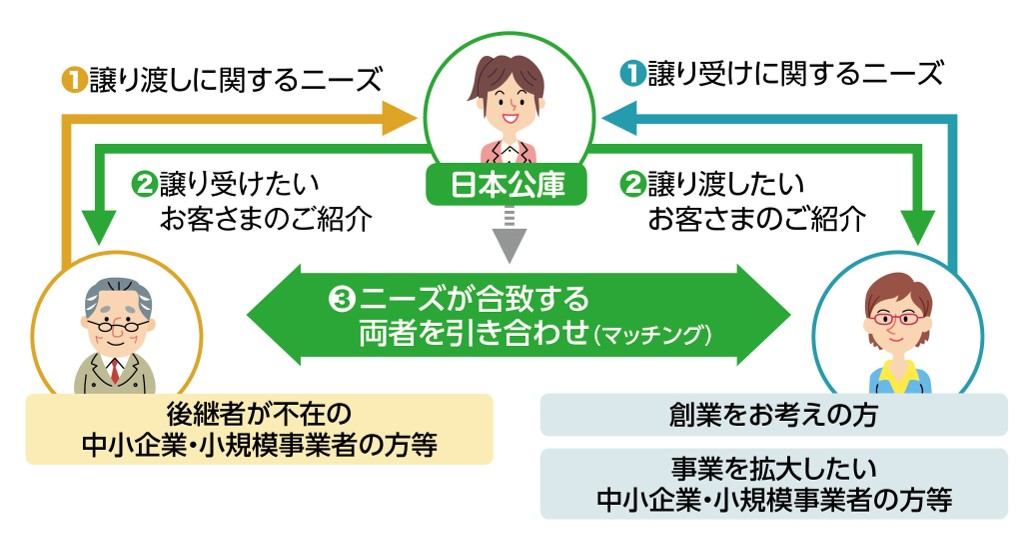 ❶譲り渡しに関するニーズ
❶譲り受けに関するニーズ
日本公庫
❷譲り受けたい
お客さまのご紹介
❷譲り渡したい
お客さまのご紹介
❸ニーズが合致する
両者を引き合わせ(マッチング)
後継者が不在の
中小企業・小規模事業者の方等
創業をお考えの方
事業を拡大したい
中小企業・小規模事業者の方等